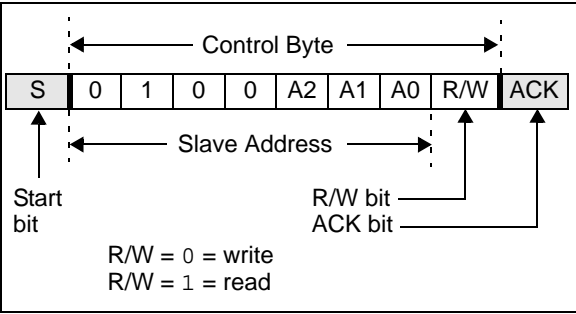 Control Byte
S 0 1 0 0 A2 A1 A0 R/W ACK
Slave Address
Start
bit
R/W bit
ACK bit
R/W = 0 = write
R/W = 1 = read